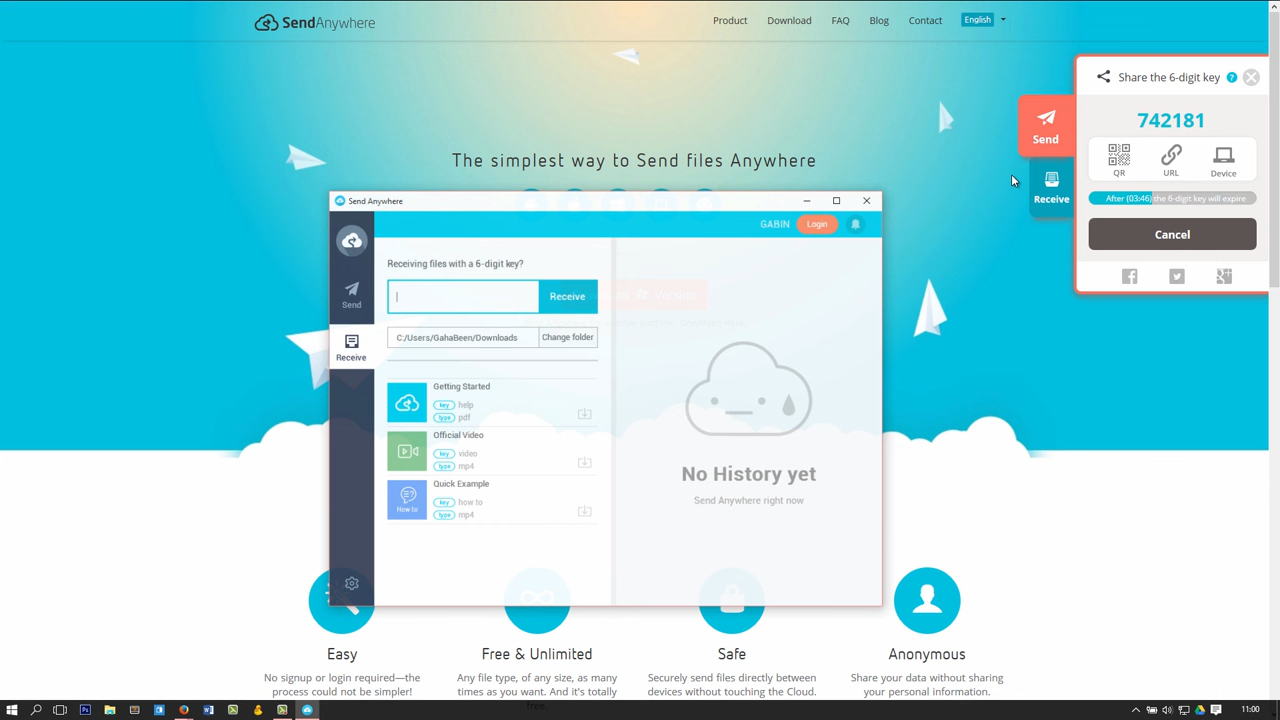 SendAnywhere
Product Download FAQ Blog Contact English
Share the 6-digit key ?
742181
QR URL Device
After (03:46) the 6-digit key will expire
Cancel
Send
Receive
The simplest way to Send files Anywhere
Send Anywhere
GABIN Login
Send
Receive
Receiving files with a 6-digit key?
Receive
C:/Users/GahaBeen/Downloads Change folder
Getting Started
key help
type pdf
Official Video
key video
type mp4
How to
Quick Example
key how to
type mp4
No History yet
Send Anywhere right now
Easy
No signup or login required—the
process could not be simpler!
Free & Unlimited
Any file type, of any size, as many
times as you want. And it's totally
free.
Safe
Securely send files directly between
devices without touching the Cloud.
Anonymous
Share your data without sharing
your personal information.
11:00